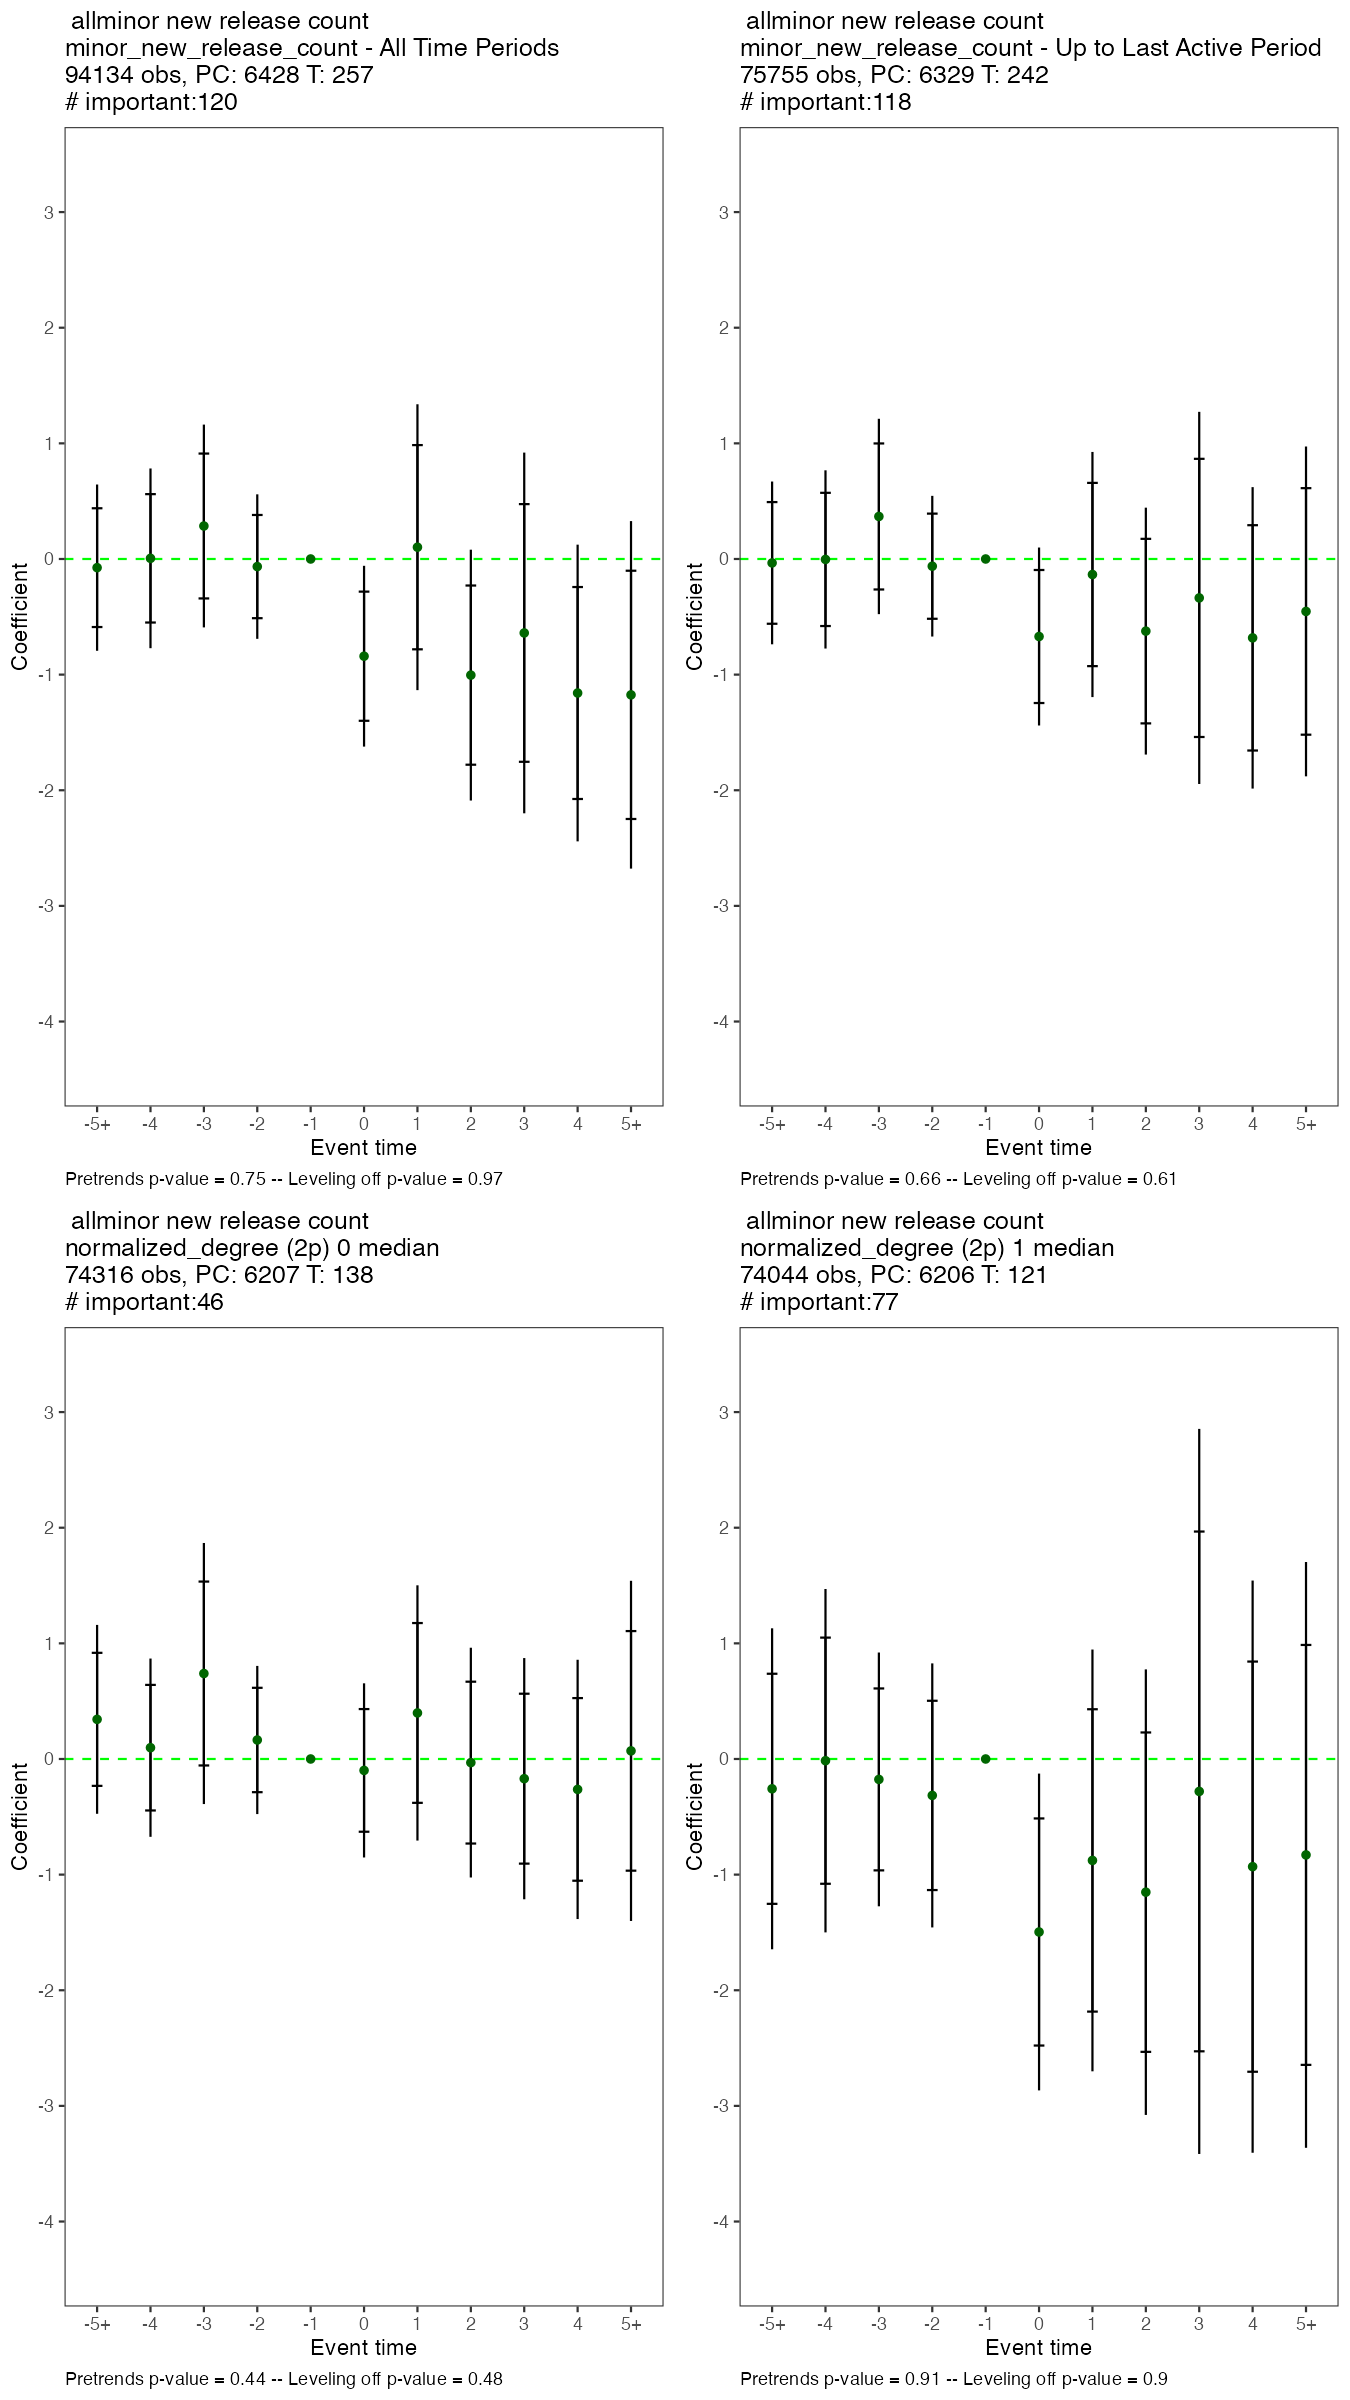 allminor new release count
minor_new_release_count - All Time Periods
94134 obs, PC: 6428 T: 257
# important:120
3
2
1
0
-1
-2
-3
-4
Coefficient
-5+ -4 -3 -2 -1 0 1 2 3 4 5+
Event time
Pretrends p-value = 0.75 -- Leveling off p-value = 0.97
allminor new release count
minor_new_release_count - Up to Last Active Period
75755 obs, PC: 6329 T: 242
# important:118
3
2
1
0
-1
-2
-3
-4
Coefficient
-5+ -4 -3 -2 -1 0 1 2 3 4 5+
Event time
Pretrends p-value = 0.66 -- Leveling off p-value = 0.61
allminor new release count
normalized_degree (2p) 0 median
74316 obs, PC: 6207 T: 138
# important:46
3
2
1
0
-1
-2
-3
-4
Coefficient
-5+ -4 -3 -2 -1 0 1 2 3 4 5+
Event time
Pretrends p-value = 0.44 -- Leveling off p-value = 0.48
allminor new release count
normalized_degree (2p) 1 median
74044 obs, PC: 6206 T: 121
# important:77
3
2
1
0
-1
-2
-3
-4
Coefficient
-5+ -4 -3 -2 -1 0 1 2 3 4 5+
Event time
Pretrends p-value = 0.91 -- Leveling off p-value = 0.9